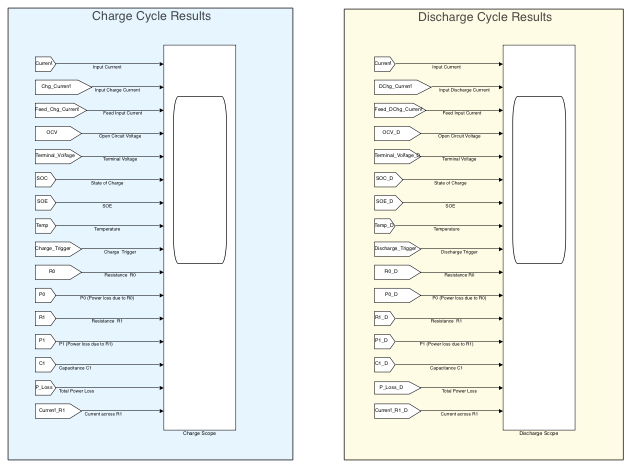 Charge Cycle Results
Current
Input Current
Chg_Current
Input Charge Current
Feed_Chg_Current
Feed Input Current
OCV
Open Circuit Voltage
Terminal_Voltage
Terminal Voltage
SOC
State of Charge
SOE
SOE
Temp
Temperature
Charge_Trigger
Charge Trigger
R0
Resistance R0
P0
P0 (Power loss due to R0)
R1
Resistance R1
P1
P1 (Power loss due to R1)
C1
Capacitance C1
P_Loss
Total Power Loss
Current_R1
Current across R1
Charge Scope
Discharge Cycle Results
Current
Input Current
DChg_Current
Input Discharge Current
Feed_DChg_Current
Feed Input Current
OCV_D
Open Circuit Voltage
Terminal_Voltage_D
Terminal Voltage
SOC_D
State of Charge
SOE_D
SOE
Temp_D
Temperature
Discharge_Trigger
Discharge Trigger
R0_D
Resistance R0
P0_D
P0 (Power loss due to R0)
R1_D
Resistance R1
P1_D
P1 (Power loss due to R1)
C1_D
Capacitance C1
P_Loss_D
Total Power Loss
Current_R1_D
Current across R1
Discharge Scope